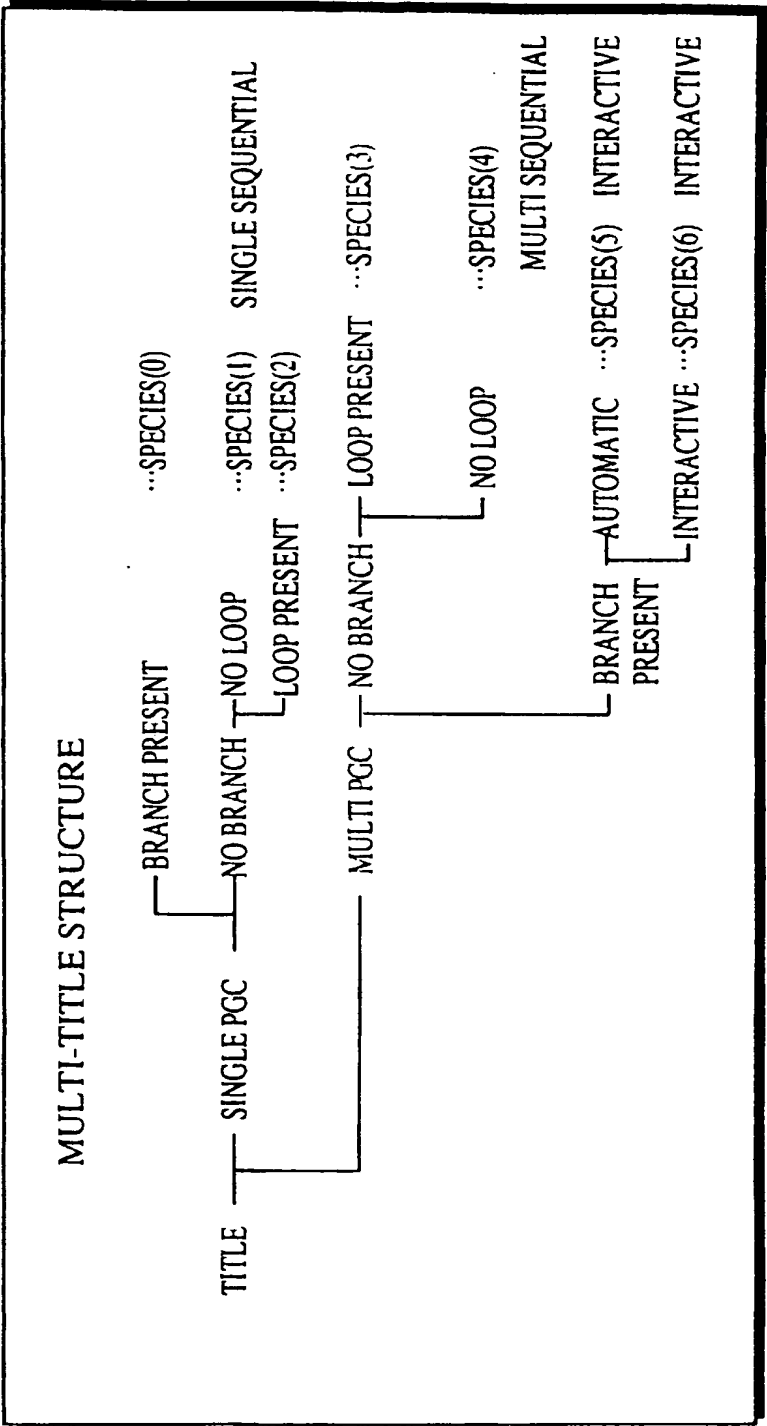 MULTI-TITLE STRUCTURE
BRANCH PRESENT ···SPECIES(0)
TITLE SINGLE PGC NO BRANCH NO LOOP ···SPECIES(1) SINGLE SEQUENTIAL
LOOP PRESENT ···SPECIES(2)
MULTI PGC NO BRANCH LOOP PRESENT ···SPECIES(3)
NO LOOP ···SPECIES(4)
MULTI SEQUENTIAL
BRANCH AUTOMATIC ···SPECIES(5) INTERACTIVE
PRESENT
INTERACTIVE ···SPECIES(6) INTERACTIVE